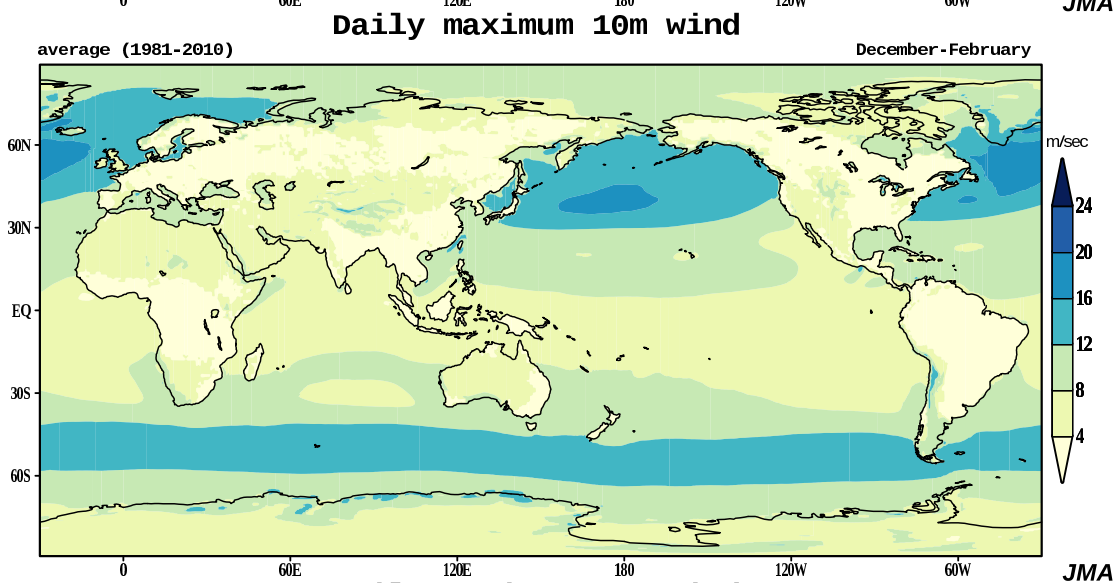 0 60E 120E 180 120W 60W JMA
Daily maximum 10m wind
average (1981-2010) December-February
m/sec
60N
30N
EQ
30S
60S
24
20
16
12
8
4
0 60E 120E 180 120W 60W
JMA